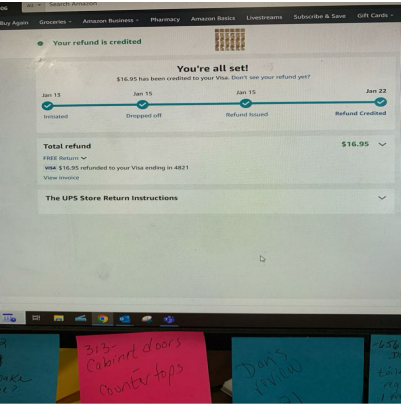 Search Amazon
Buy Again Groceries Amazon Business Pharmacy Amazon Basics Livestreams Subscribe & Save Gift Cards
Your refund is credited
You're all set!
$16.95 has been credited to your Visa. Don't see your refund yet?
Jan 13 Jan 15 Jan 15 Jan 22
Initiated Dropped off Refund Issued Refund Credited
Total refund $16.95
FREE Return
VISA $16.95 refunded to your Visa ending in 4821
View invoice
The UPS Store Return Instructions
313-
Cabinet doors
Countertops
Don's